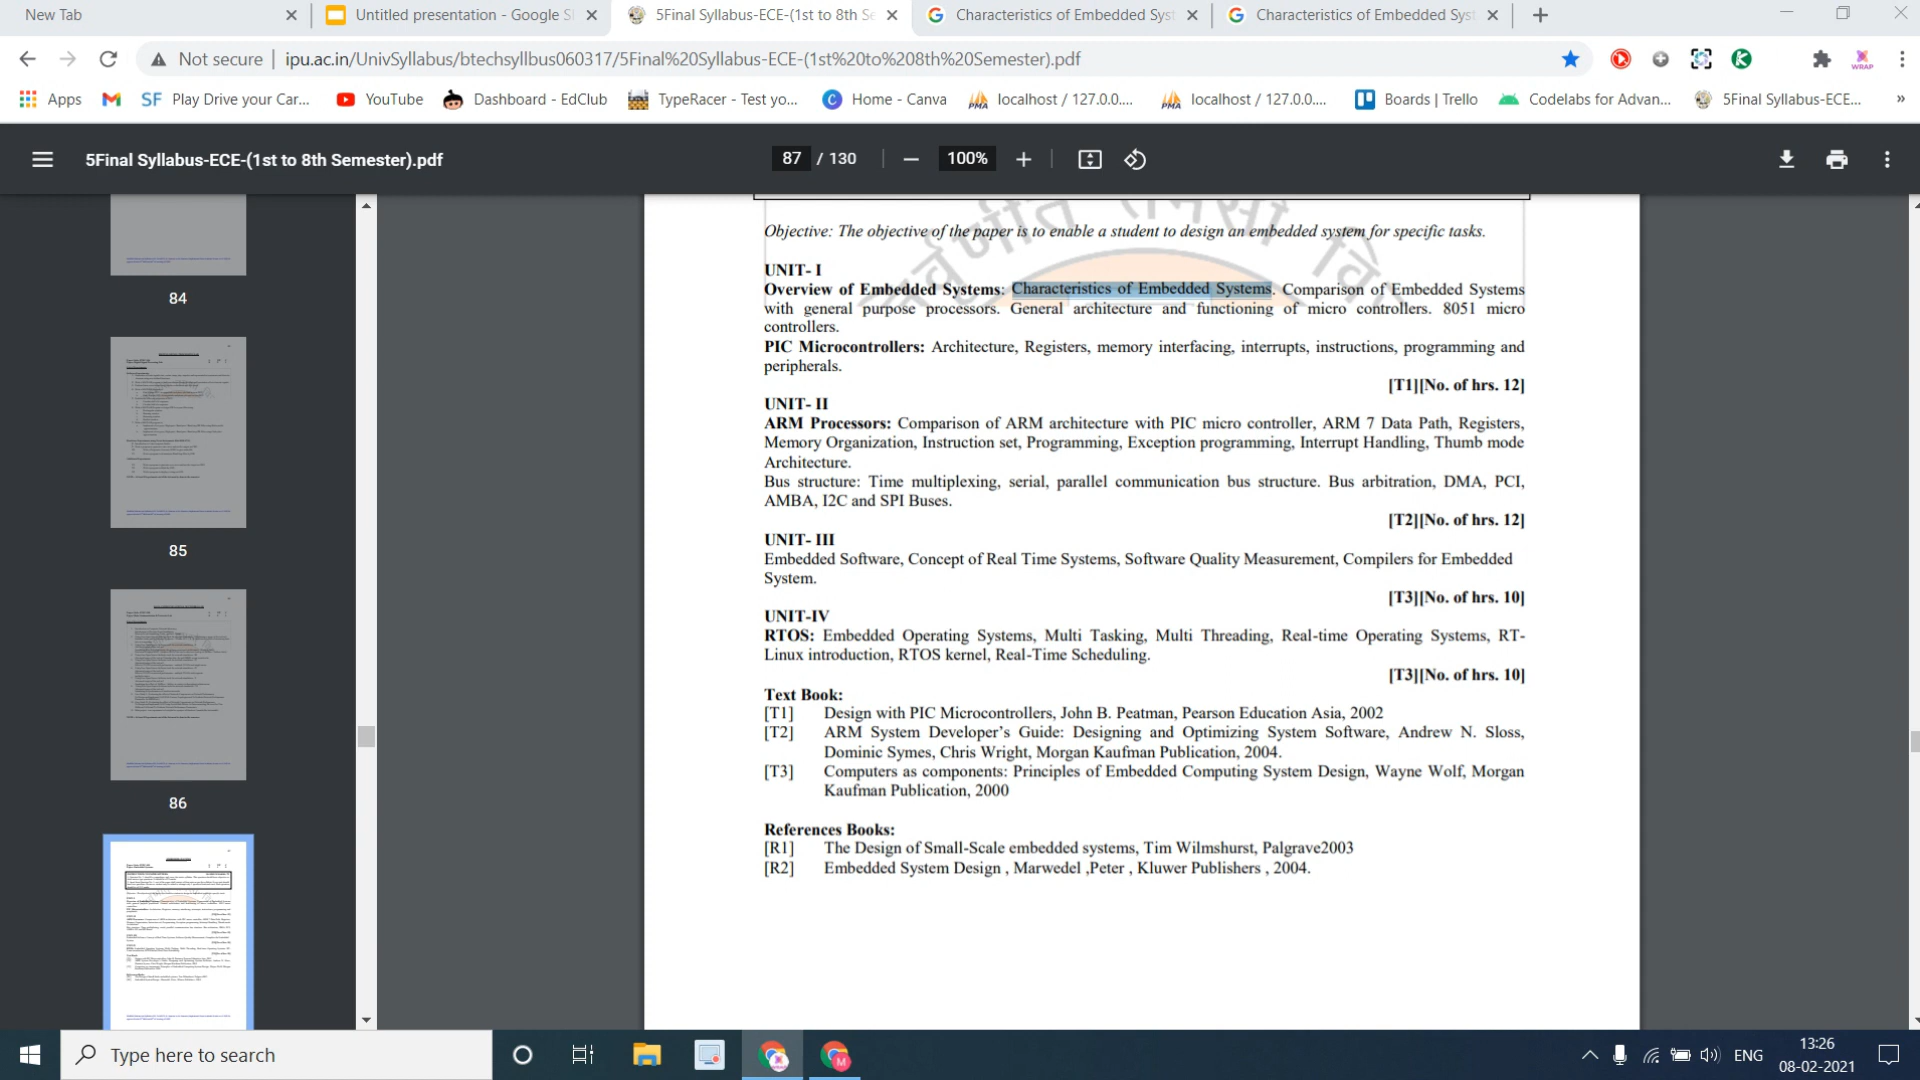 New Tab
Untitled presentation - Google Sl
5Final Syllabus-ECE-(1st to 8th Se
Characteristics of Embedded Syst
Characteristics of Embedded Syst
Not secure
ipu.ac.in/UnivSyllabus/btechsyllbus060317/5Final%20Syllabus-ECE-(1st%20to%208th%20Semester).pdf
WRAP
Apps
SF Play Drive your Car...
YouTube
Dashboard - EdClub
TypeRacer - Test yo...
Home - Canva
localhost / 127.0.0....
localhost / 127.0.0....
Boards | Trello
Codelabs for Advan...
5Final Syllabus-ECE...
»
5Final Syllabus-ECE-(1st to 8th Semester).pdf
87 / 130
100%
84
85
86
Objective: The objective of the paper is to enable a student to design an embedded system for specific tasks.
UNIT- I
Overview of Embedded Systems: Characteristics of Embedded Systems. Comparison of Embedded Systems
with general purpose processors. General architecture and functioning of micro controllers. 8051 micro
controllers.
PIC Microcontrollers: Architecture, Registers, memory interfacing, interrupts, instructions, programming and
peripherals.
[T1][No. of hrs. 12]
UNIT- II
ARM Processors: Comparison of ARM architecture with PIC micro controller, ARM 7 Data Path, Registers,
Memory Organization, Instruction set, Programming, Exception programming, Interrupt Handling, Thumb mode
Architecture.
Bus structure: Time multiplexing, serial, parallel communication bus structure. Bus arbitration, DMA, PCI,
AMBA, I2C and SPI Buses.
[T2][No. of hrs. 12]
UNIT- III
Embedded Software, Concept of Real Time Systems, Software Quality Measurement, Compilers for Embedded
System.
[T3][No. of hrs. 10]
UNIT-IV
RTOS: Embedded Operating Systems, Multi Tasking, Multi Threading, Real-time Operating Systems, RT-
Linux introduction, RTOS kernel, Real-Time Scheduling.
[T3][No. of hrs. 10]
Text Book:
[T1] Design with PIC Microcontrollers, John B. Peatman, Pearson Education Asia, 2002
[T2] ARM System Developer's Guide: Designing and Optimizing System Software, Andrew N. Sloss,
Dominic Symes, Chris Wright, Morgan Kaufman Publication, 2004.
[T3] Computers as components: Principles of Embedded Computing System Design, Wayne Wolf, Morgan
Kaufman Publication, 2000
References Books:
[R1] The Design of Small-Scale embedded systems, Tim Wilmshurst, Palgrave2003
[R2] Embedded System Design , Marwedel ,Peter , Kluwer Publishers , 2004.
Type here to search
ENG
13:26
08-02-2021